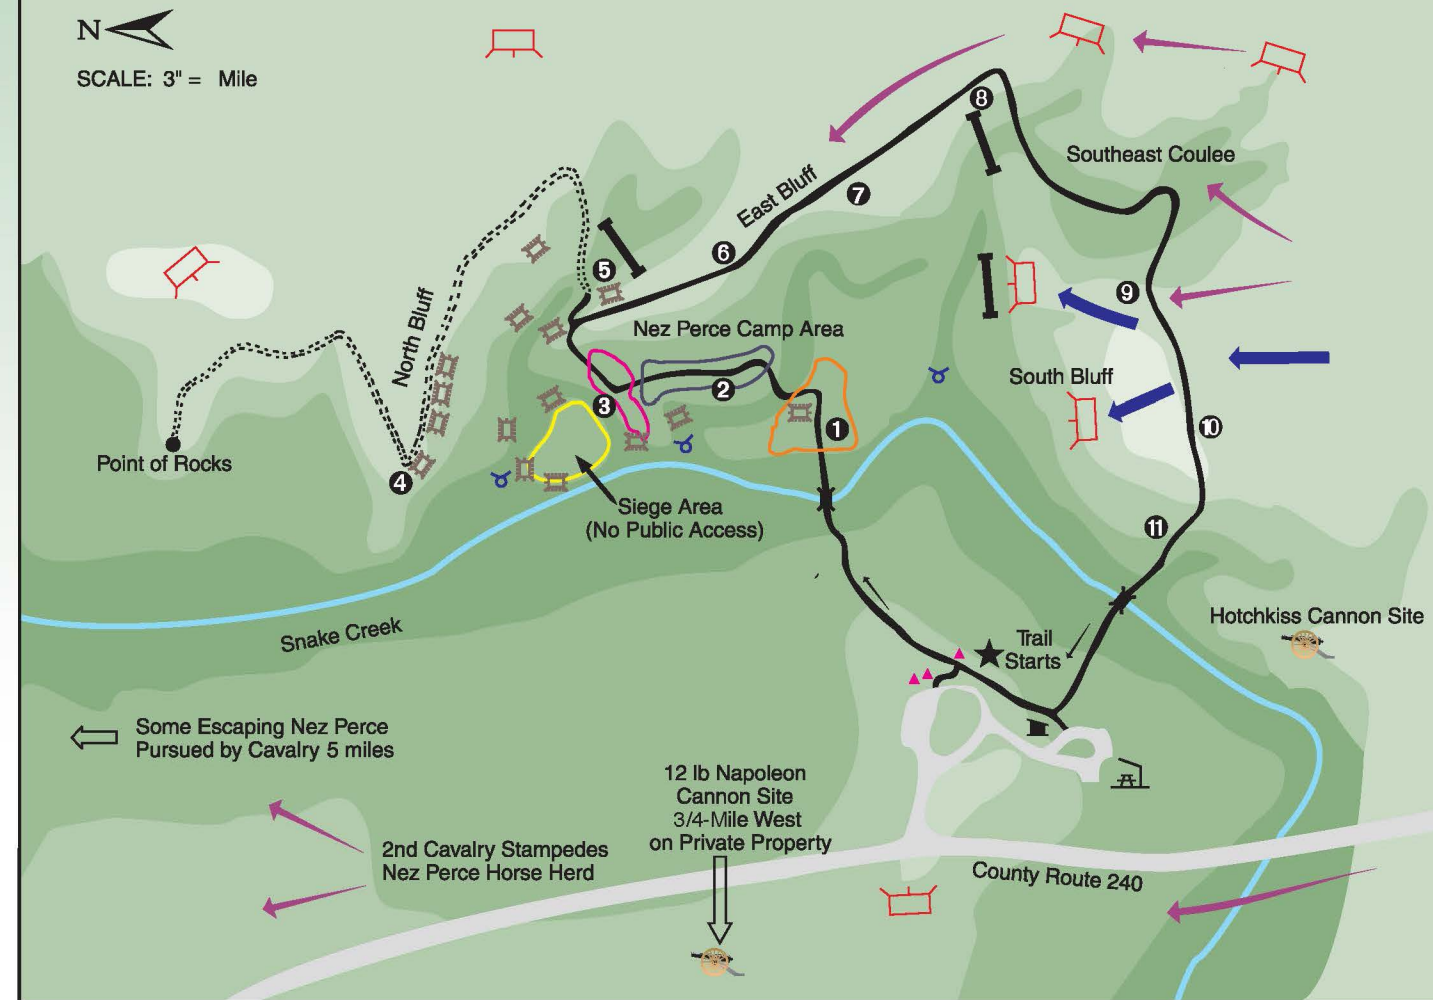 N
SCALE: 3" = Mile
8
Southeast Coulee
East Bluff
7
6
5
9
North Bluff
Nez Perce Camp Area
South Bluff
2
3
1
10
Point of Rocks
4
Siege Area
(No Public Access)
11
Snake Creek
Hotchkiss Cannon Site
Trail
Starts
Some Escaping Nez Perce
Pursued by Cavalry 5 miles
12 lb Napoleon
Cannon Site
3/4-Mile West
on Private Property
2nd Cavalry Stampedes
Nez Perce Horse Herd
County Route 240